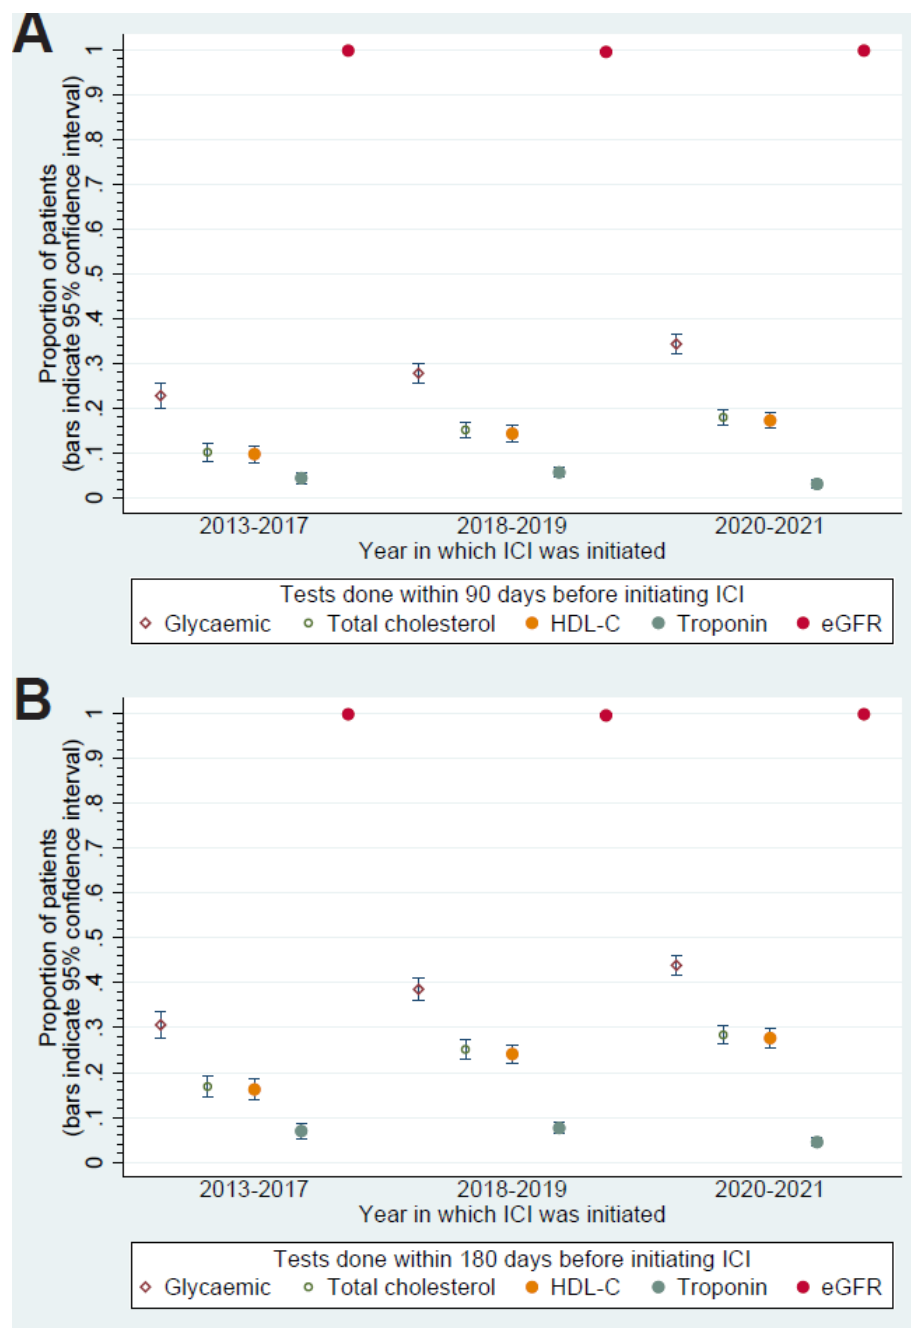 A
Proportion of patients
(bars indicate 95% confidence interval)
1
.9
.8
.7
.6
.5
.4
.3
.2
.1
0
2013-2017 2018-2019 2020-2021
Year in which ICI was initiated
Tests done within 90 days before initiating ICI
Glycaemic Total cholesterol HDL-C Troponin eGFR
B
Proportion of patients
(bars indicate 95% confidence interval)
1
.9
.8
.7
.6
.5
.4
.3
.2
.1
0
2013-2017 2018-2019 2020-2021
Year in which ICI was initiated
Tests done within 180 days before initiating ICI
Glycaemic Total cholesterol HDL-C Troponin eGFR